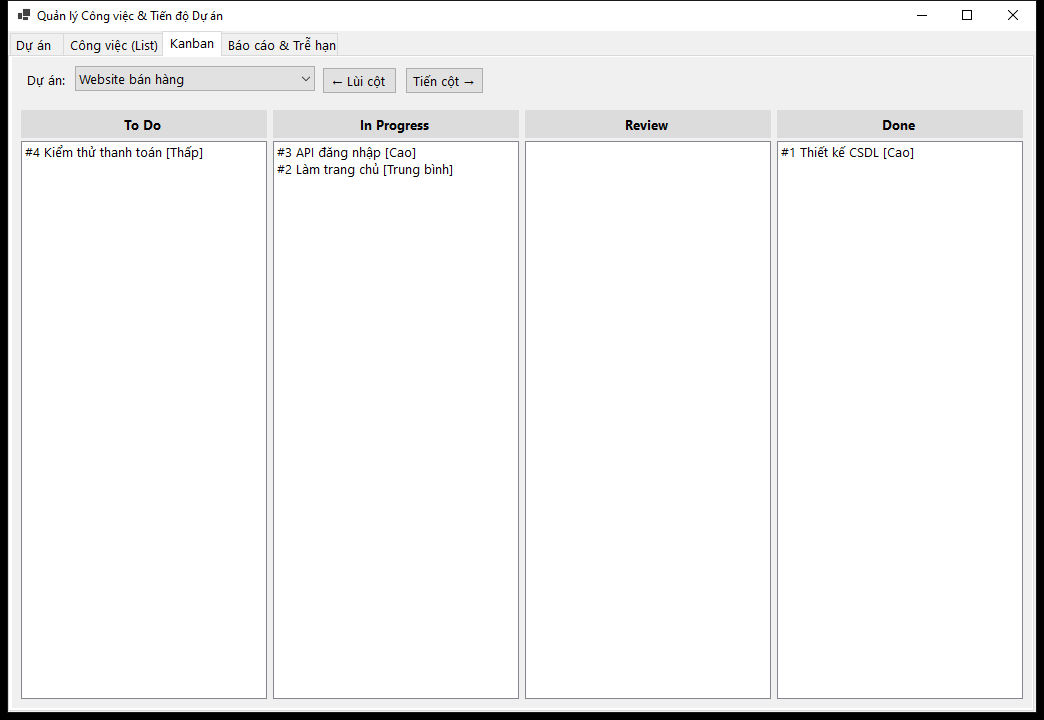 Quản lý Công việc & Tiến độ Dự án
Dự án Công việc (List) Kanban Báo cáo & Trễ hạn
Dự án: Website bán hàng ← Lùi cột Tiến cột →
To Do In Progress Review Done
#4 Kiểm thử thanh toán [Thấp] #3 API đăng nhập [Cao] #1 Thiết kế CSDL [Cao]
#2 Làm trang chủ [Trung bình]